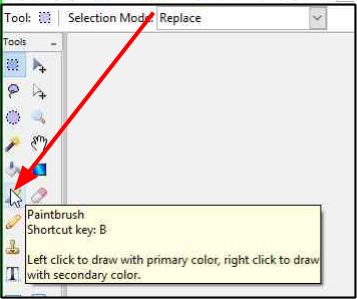 Tool: Selection Mode: Replace
Tools
Paintbrush
Shortcut key: B
Left click to draw with primary color, right click to draw
with secondary color.
T